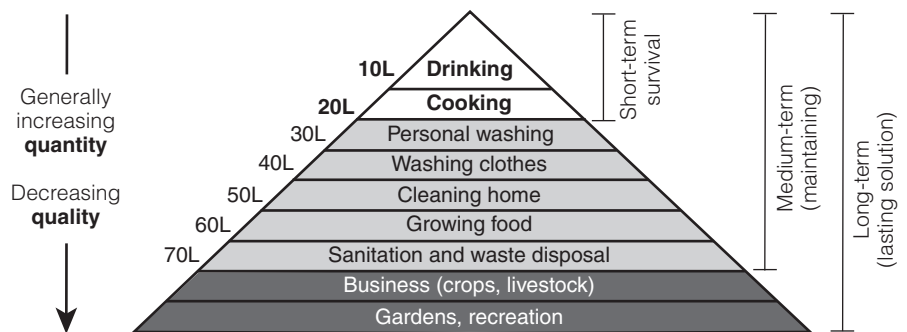 Generally
increasing
quantity
Decreasing
quality
10L
Drinking
20L
Cooking
30L
Personal washing
40L
Washing clothes
50L
Cleaning home
60L
Growing food
70L
Sanitation and waste disposal
Business (crops, livestock)
Gardens, recreation
Short-term
survival
Medium-term
(maintaining)
Long-term
(lasting solution)